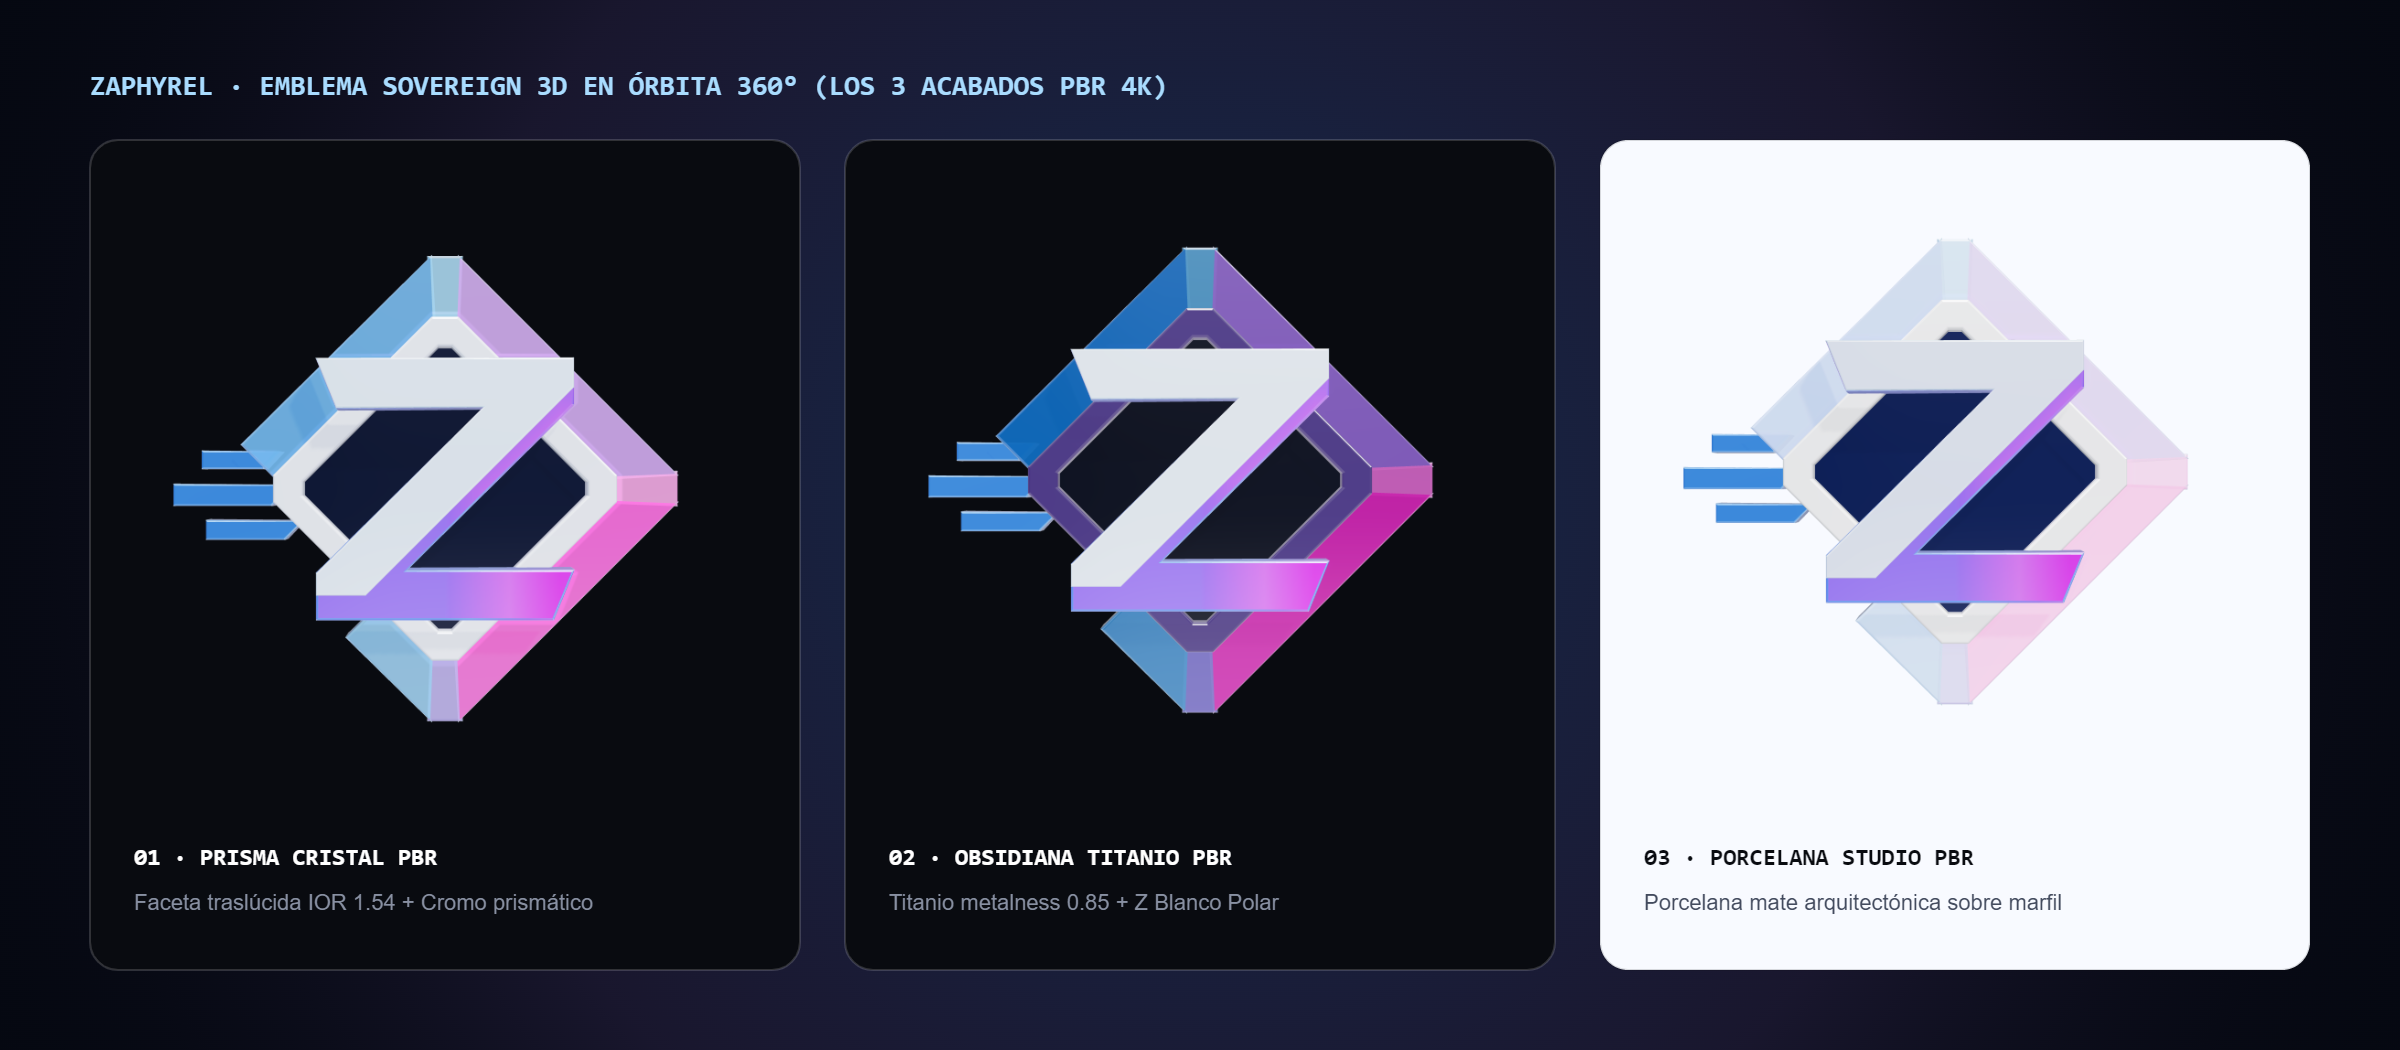 ZAPHYREL · EMBLEMA SOVEREIGN 3D EN ÓRBITA 360º (LOS 3 ACABADOS PBR 4K)
Z
01 · PRISMA CRISTAL PBR
Faceta traslúcida IOR 1.54 + Cromo prismático
Z
02 · OBSIDIANA TITANIO PBR
Titanio metalness 0.85 + Z Blanco Polar
Z
03 · PORCELANA STUDIO PBR
Porcelana mate arquitectónica sobre marfil